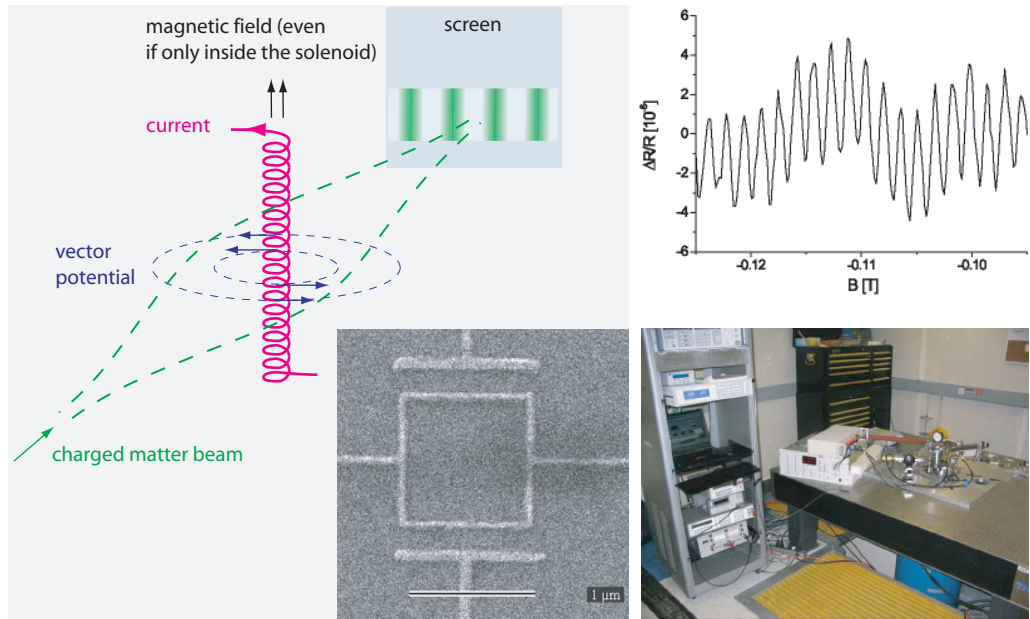 magnetic field (even
if only inside the solenoid)
screen
current
vector
potential
charged matter beam
1 μm
6
4
2
0
-2
-4
-6
ΔR/R [10⁻⁶]
-0.12
-0.11
-0.10
B [T]